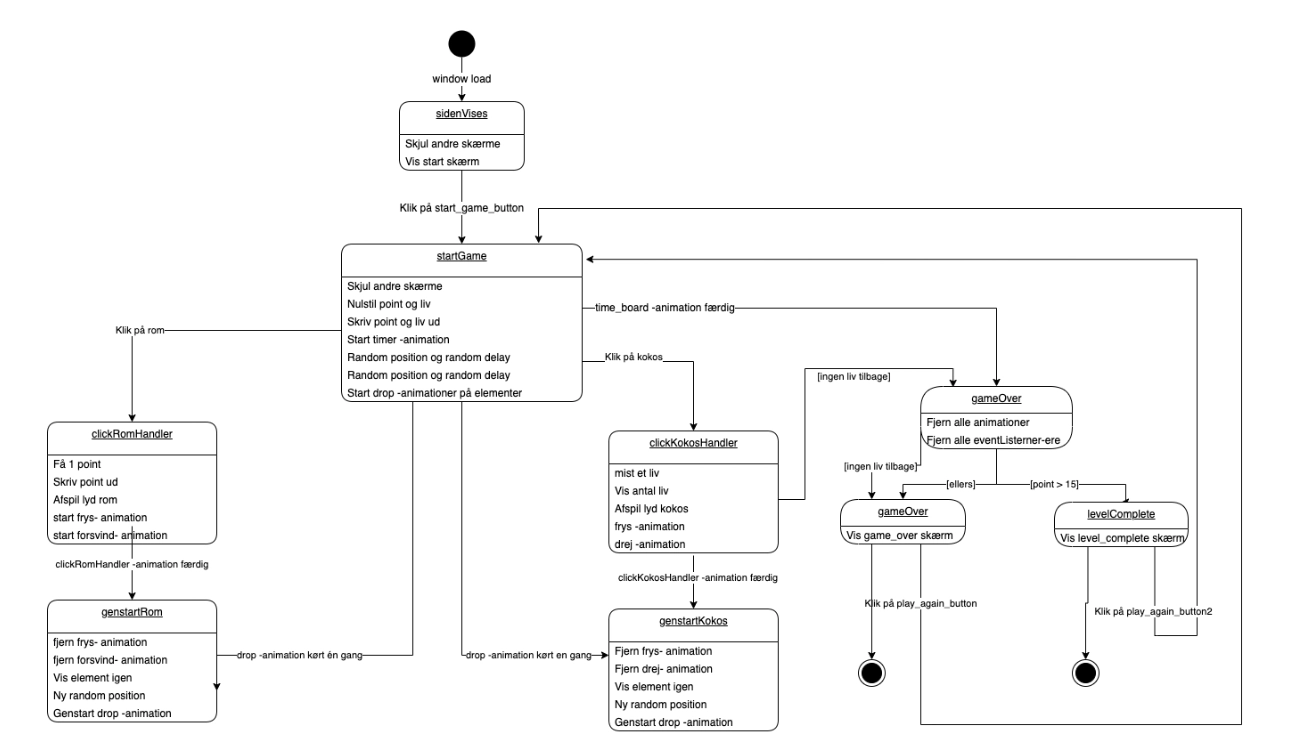 window load
sidenVises
Skjul andre skærme
Vis start skærm
Klik på start_game_button
startGame
Skjul andre skærme
Nulstil point og liv
Skriv point og liv ud
Start timer -animation
Random position og random delay
Random position og random delay
Start drop -animationer på elementer
Klik på rom
time_board -animation færdig
Klik på kokos
[ingen liv tilbage]
gameOver
Fjern alle animationer
Fjern alle eventListerner-ere
clickRomHandler
Få 1 point
Skriv point ud
Afspil lyd rom
start frys- animation
start forsvind- animation
clickKokosHandler
mist et liv
Vis antal liv
Afspil lyd kokos
frys -animation
drej -animation
[ingen liv tilbage]
[ellers]
[point > 15]
gameOver
Vis game_over skærm
levelComplete
Vis level_complete skærm
clickRomHandler -animation færdig
clickKokosHandler -animation færdig
Klik på play_again_button
Klik på play_again_button2
genstartRom
fjern frys- animation
fjern forsvind- animation
Vis element igen
Ny random position
Genstart drop -animation
drop -animation kørt én gang
drop -animation kørt en gang
genstartKokos
Fjern frys- animation
Fjern drej- animation
Vis element igen
Ny random position
Genstart drop -animation